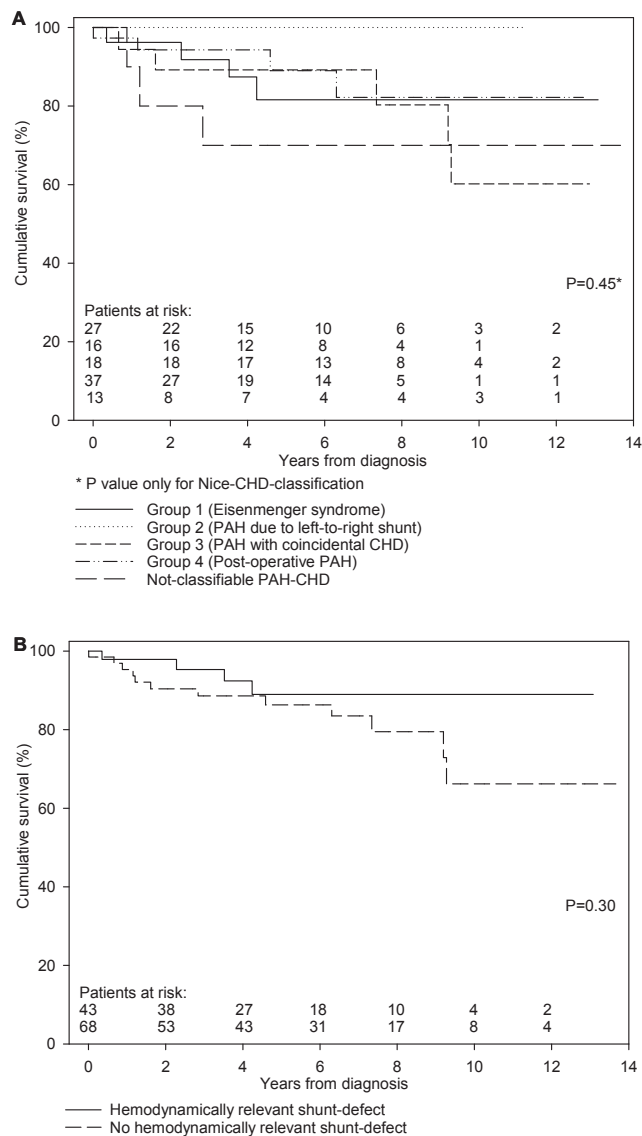 A
100
80
60
40
20
0
Cumulative survival (%)
P=0.45*
Patients at risk:
27 22 15 10 6 3 2
16 16 12 8 4 1
18 18 17 13 8 4 2
37 27 19 14 5 1 1
13 8 7 4 4 3 1
0 2 4 6 8 10 12 14
Years from diagnosis
* P value only for Nice-CHD-classification
Group 1 (Eisenmenger syndrome)
Group 2 (PAH due to left-to-right shunt)
Group 3 (PAH with coincidental CHD)
Group 4 (Post-operative PAH)
Not-classifiable PAH-CHD
B
100
80
60
40
20
0
Cumulative survival (%)
P=0.30
Patients at risk:
43 38 27 18 10 4 2
68 53 43 31 17 8 4
0 2 4 6 8 10 12 14
Years from diagnosis
Hemodynamically relevant shunt-defect
No hemodynamically relevant shunt-defect